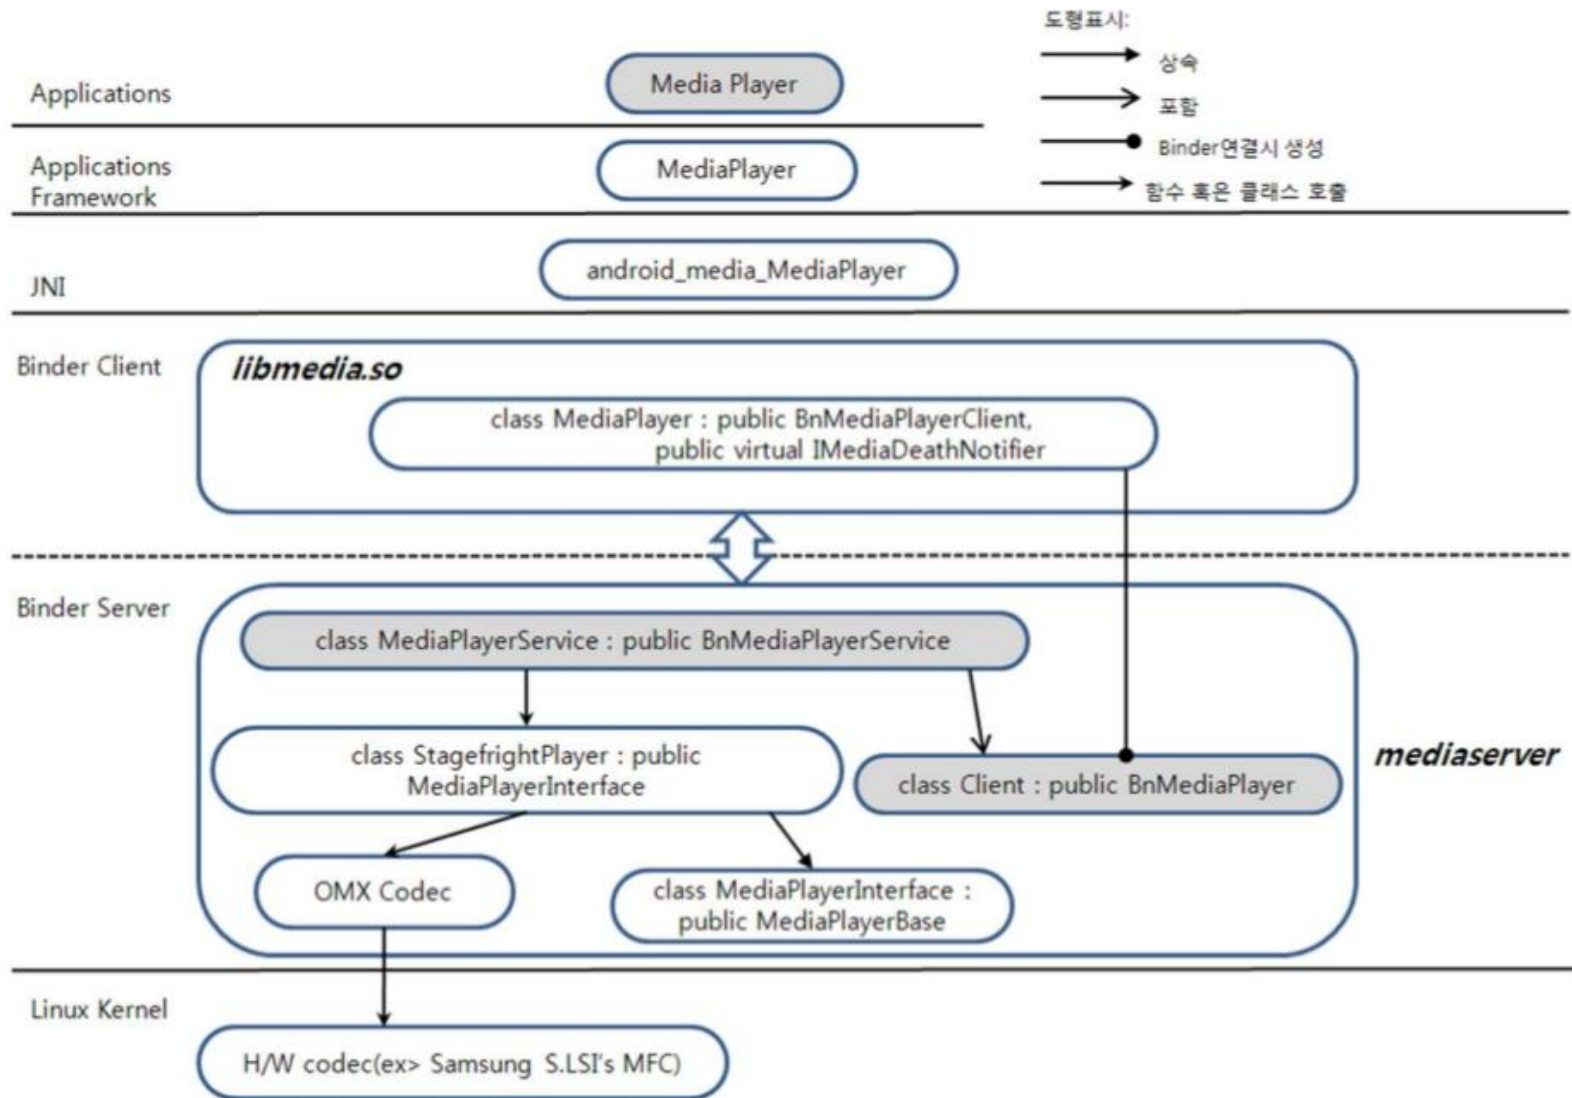 도형표시:
상속
포함
Binder연결시 생성
함수 혹은 클래스 호출
Applications
Media Player
Applications
Framework
MediaPlayer
JNI
android_media_MediaPlayer
Binder Client
libmedia.so
class MediaPlayer : public BnMediaPlayerClient,
public virtual IMediaDeathNotifier
Binder Server
class MediaPlayerService : public BnMediaPlayerService
class StagefrightPlayer : public
MediaPlayerInterface
class Client : public BnMediaPlayer
mediaserver
OMX Codec
class MediaPlayerInterface :
public MediaPlayerBase
Linux Kernel
H/W codec(ex> Samsung S.LSI's MFC)